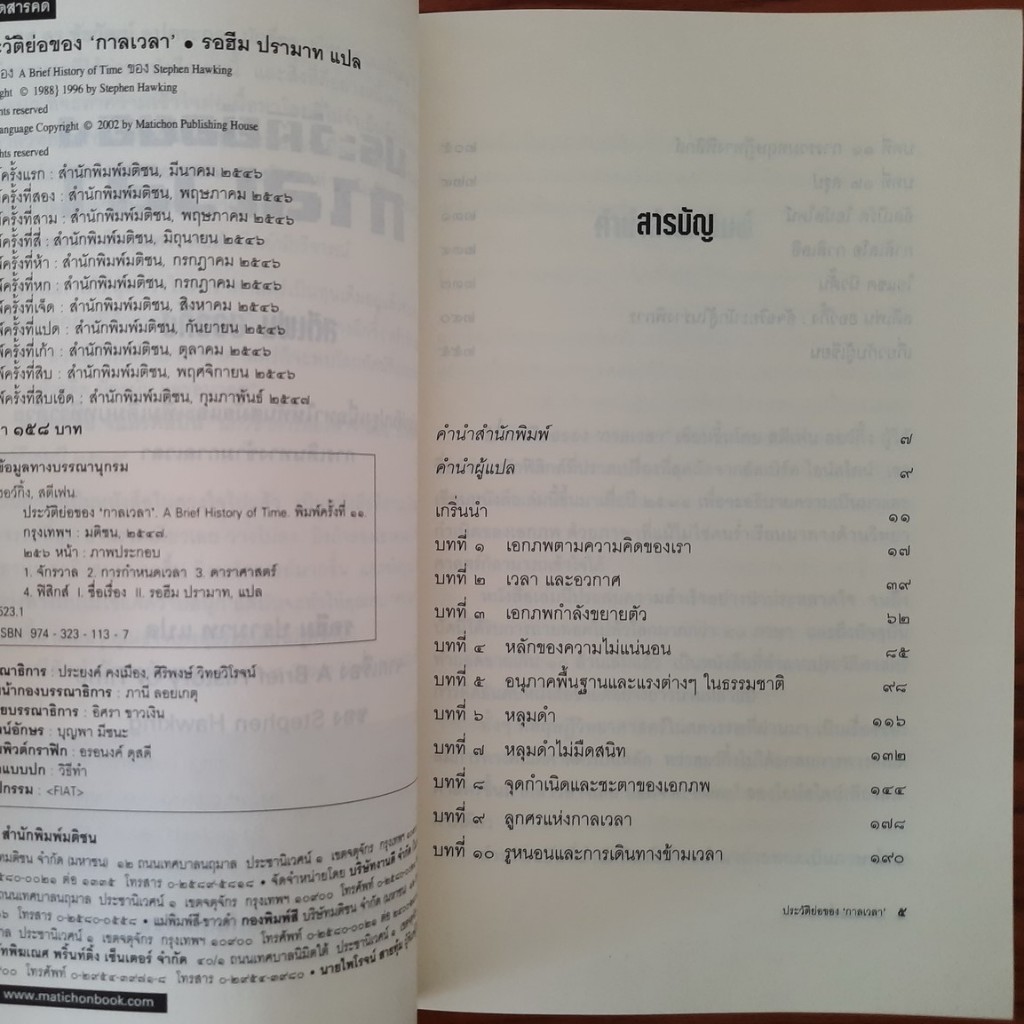 ดสารคดี
ะวัติย่อของ 'กาลเวลา' • รอฮีม ปรามาท แปล
A Brief History of Time ของ Stephen Hawking
ght © 1988} 1996 by Stephen Hawking
hts reserved
anguage Copyright © 2002 by Matichon Publishing House
hts reserved
์ครั้งแรก : สำนักพิมพ์มติชน, มีนาคม ๒๕๔๖
์ครั้งที่สอง : สำนักพิมพ์มติชน, พฤษภาคม ๒๕๔๖
์ครั้งที่สาม : สำนักพิมพ์มติชน, พฤษภาคม ๒๕๔๖
์ครั้งที่สี่ : สำนักพิมพ์มติชน, มิถุนายน ๒๕๔๖
์ครั้งที่ห้า : สำนักพิมพ์มติชน, กรกฎาคม ๒๕๔๖
์ครั้งที่หก : สำนักพิมพ์มติชน, กรกฎาคม ๒๕๔๖
์ครั้งที่เจ็ด : สำนักพิมพ์มติชน, สิงหาคม ๒๕๔๖
์ครั้งที่แปด : สำนักพิมพ์มติชน, กันยายน ๒๕๔๖
์ครั้งที่เก้า : สำนักพิมพ์มติชน, ตุลาคม ๒๕๔๖
์ครั้งที่สิบ : สำนักพิมพ์มติชน, พฤศจิกายน ๒๕๔๖
์ครั้งที่สิบเอ็ด : สำนักพิมพ์มติชน, กุมภาพันธ์ ๒๕๔๗
า ๑๕๘ บาท
ข้อมูลทางบรรณานุกรม
ฮอว์กิ้ง, สตีเฟน
ประวัติย่อของ 'กาลเวลา'. A Brief History of Time. พิมพ์ครั้งที่ ๑๑.
กรุงเทพฯ : มติชน, ๒๕๔๗.
๒๕๖ หน้า : ภาพประกอบ
1. จักรวาล 2. การกำหนดเวลา 3. ดาราศาสตร์
4. ฟิสิกส์ I. ชื่อเรื่อง II. รอฮีม ปรามาท, แปล
523.1
ISBN 974 - 323 - 113 - 7
ณาธิการ : ประยงค์ คงเมือง, ศิริพงษ์ วิทยวิโรจน์
น้ากองบรรณาธิการ : ภานี ลอยเกตุ
ยบรรณาธิการ : อิศรา ราวเงิน
น์อักษร : บุญพา มีชนะ
มพิวต์กราฟิก : อรอนงค์ ดุสดี
แบบปก : วิธีทำ
ปกรรม : <FIAT>
สำนักพิมพ์มติชน
www.matichonbook.com
สารบัญ
คำนำสำนักพิมพ์ ๗
คำนำผู้แปล ๙
เกริ่นนำ ๑๑
บทที่ ๑ เอกภพตามความคิดของเรา ๑๗
บทที่ ๒ เวลา และอวกาศ ๓๙
บทที่ ๓ เอกภพกำลังขยายตัว ๖๒
บทที่ ๔ หลักของความไม่แน่นอน ๘๕
บทที่ ๕ อนุภาคพื้นฐานและแรงต่างๆ ในธรรมชาติ ๙๘
บทที่ ๖ หลุมดำ ๑๑๖
บทที่ ๗ หลุมดำไม่มืดสนิท ๑๓๒
บทที่ ๘ จุดกำเนิดและชะตาของเอกภพ ๑๔๔
บทที่ ๙ ลูกศรแห่งกาลเวลา ๑๗๘
บทที่ ๑๐ รูหนอนและการเดินทางข้ามเวลา ๑๙๐
ประวัติย่อของ 'กาลเวลา' ๕